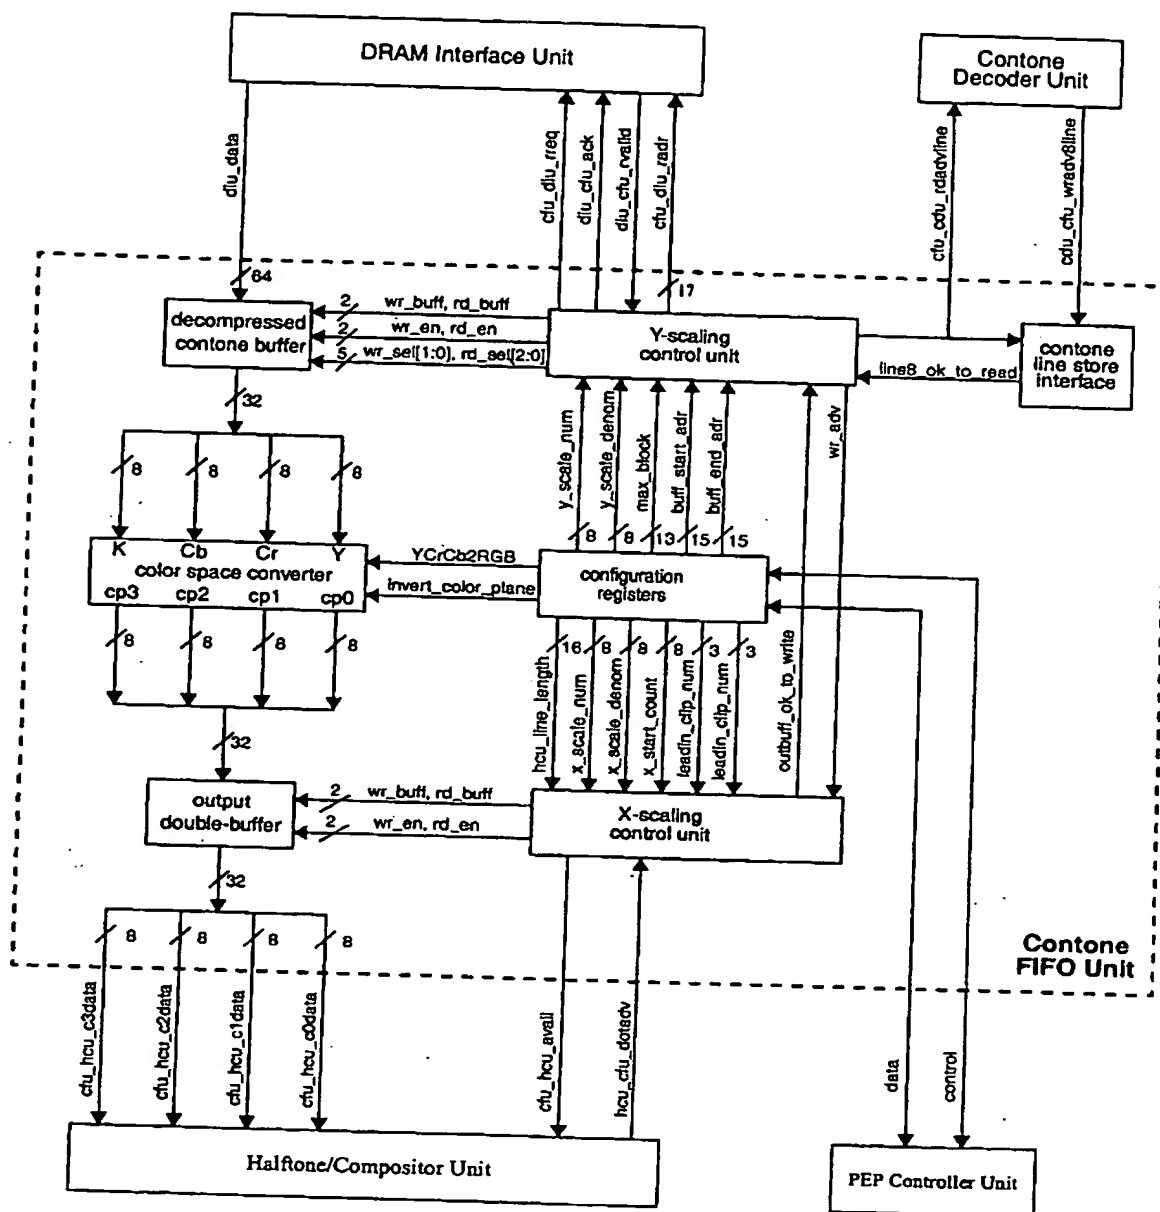 DRAM Interface Unit
Contone
Decoder Unit
diu_data
cfu_diu_rreq
diu_cfu_ack
diu_cfu_rvalid
cfu_diu_radr
cfu_cdu_rdadvline
cdu_cfu_wradv8line
64
17
decompressed
contone buffer
2
wr_buff, rd_buff
2
wr_en, rd_en
5
wr_sel[1:0], rd_sel[2:0]
Y-scaling
control unit
contone
line store
interface
line8_ok_to_read
32
8
8
8
8
y_scale_num
y_scale_denom
max_block
buff_start_adr
buff_end_adr
wr_adv
8
8
13
15
15
K
Cb
Cr
Y
color space converter
cp3
cp2
cp1
cp0
YCrCb2RGB
invert_color_plane
configuration
registers
8
8
8
8
16
8
8
8
3
3
hcu_line_length
x_scale_num
x_scale_denom
x_start_count
leadin_clip_num
leadin_clip_num
outbuff_ok_to_write
32
output
double-buffer
2
wr_buff, rd_buff
2
wr_en, rd_en
X-scaling
control unit
32
8
8
8
8
Contone
FIFO Unit
cfu_hcu_c3data
cfu_hcu_c2data
cfu_hcu_c1data
cfu_hcu_c0data
cfu_hcu_avail
hcu_cfu_dotadv
data
control
Halftone/Compositor Unit
PEP Controller Unit